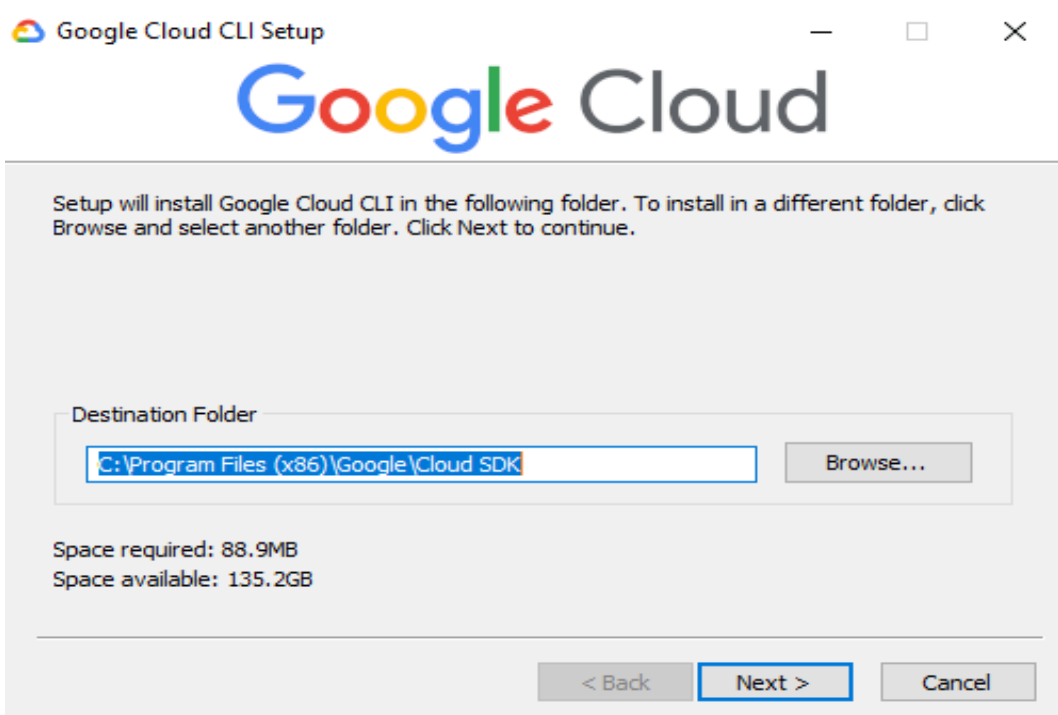 Google Cloud CLI Setup
Google Cloud
Setup will install Google Cloud CLI in the following folder. To install in a different folder, click
Browse and select another folder. Click Next to continue.
Destination Folder
C:\Program Files (x86)\Google\Cloud SDK
Browse...
Space required: 88.9MB
Space available: 135.2GB
< Back
Next >
Cancel